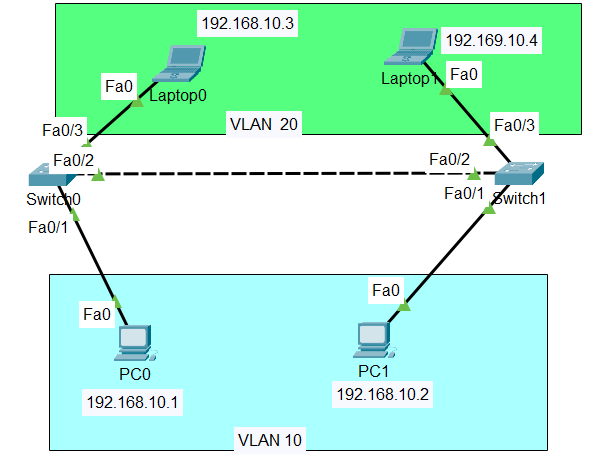 192.168.10.3
192.169.10.4
Fa0
Laptop0
Laptop1
Fa0
VLAN 20
Fa0/3
Fa0/3
Fa0/2
Fa0/2
Switch0
Fa0/1
Switch1
Fa0/1
Fa0
Fa0
PC0
PC1
192.168.10.1
192.168.10.2
VLAN 10